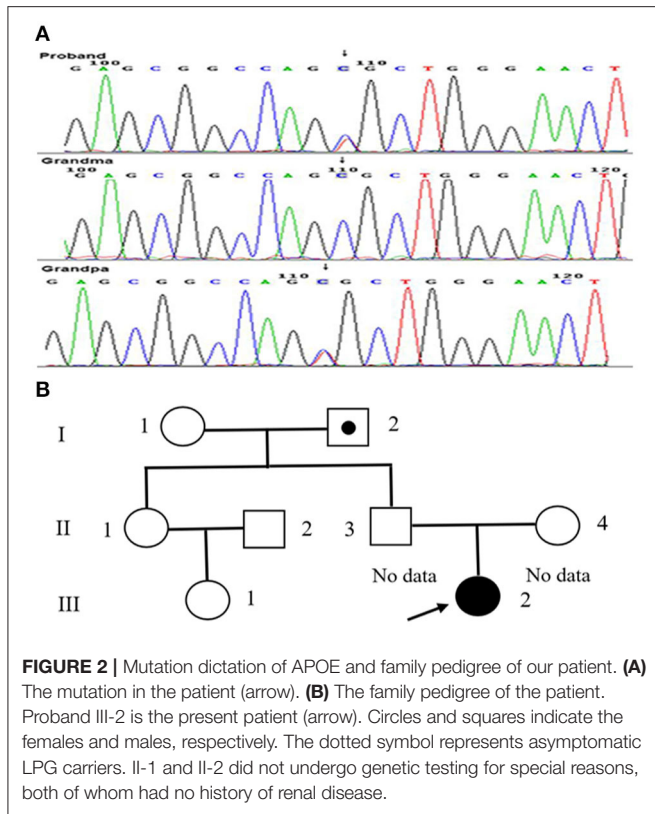 A
Proband
100 110
G A G C G G C C A G C G C T G G G A A C T
Grandma
100 110 120
G A G C G G C C A G C G C T G G G A A C T
Grandpa
110 120
G A G C G G C C A G C G C T G G G A A C T
B
I 1 2
II 1 2 3 4
No data No data
III 1 2
FIGURE 2 | Mutation dictation of APOE and family pedigree of our patient. (A)
The mutation in the patient (arrow). (B) The family pedigree of the patient.
Proband III-2 is the present patient (arrow). Circles and squares indicate the
females and males, respectively. The dotted symbol represents asymptomatic
LPG carriers. II-1 and II-2 did not undergo genetic testing for special reasons,
both of whom had no history of renal disease.